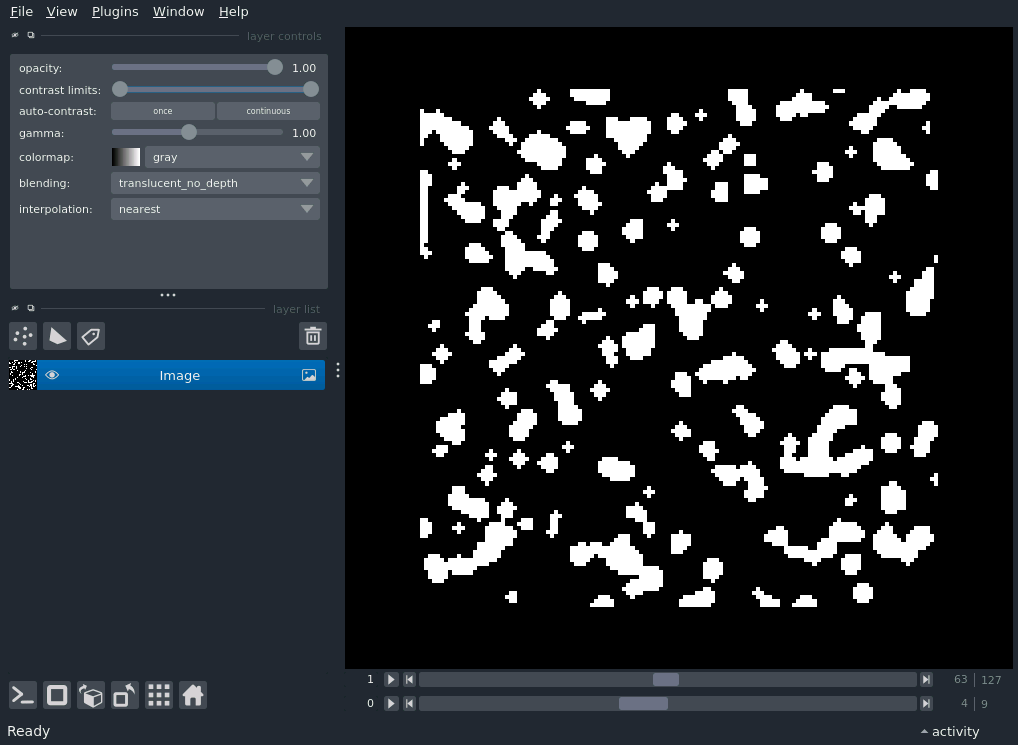 File View Plugins Window Help
layer controls
opacity: 1.00
contrast limits:
auto-contrast: once continuous
gamma: 1.00
colormap: gray
blending: translucent_no_depth
interpolation: nearest
layer list
Image
1 63 127
0 4 9
Ready activity